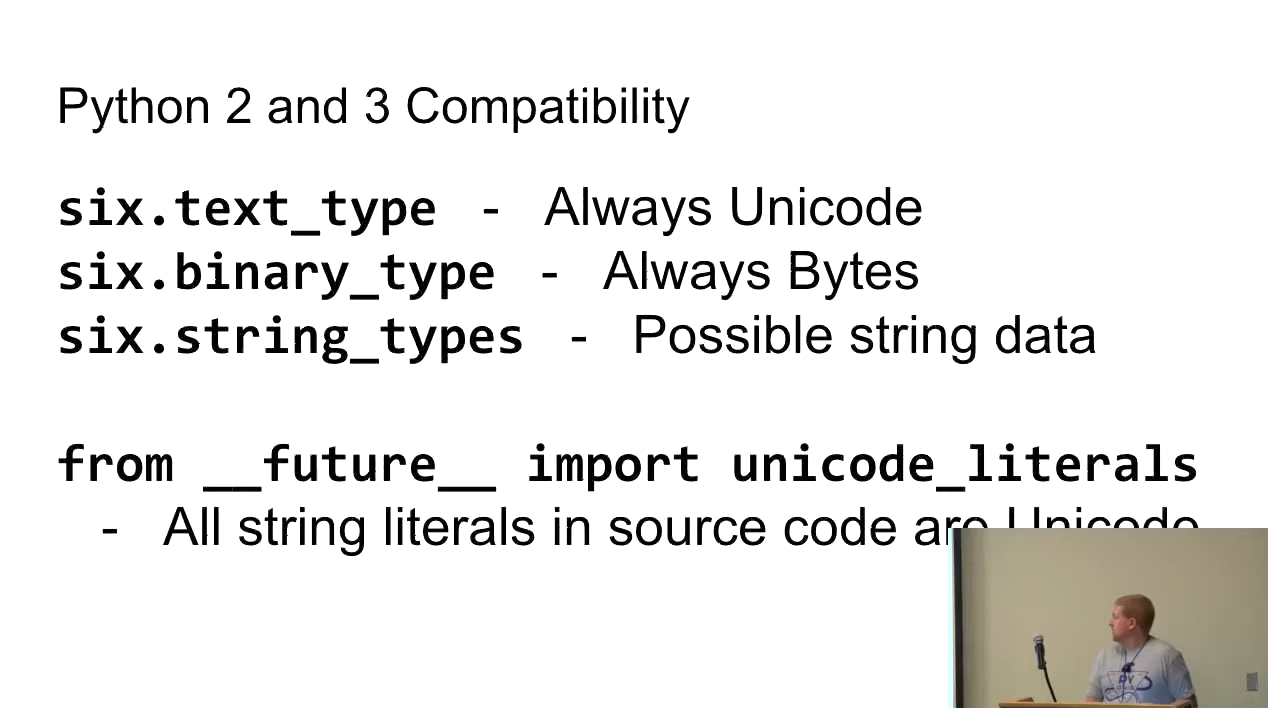 Python 2 and 3 Compatibility
six.text_type - Always Unicode
six.binary_type - Always Bytes
six.string_types - Possible string data
from __future__ import unicode_literals
- All string literals in source code are Unicode
PY